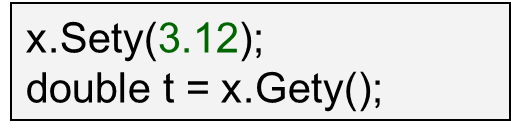 x.Sety(3.12);
double t = x.Gety();